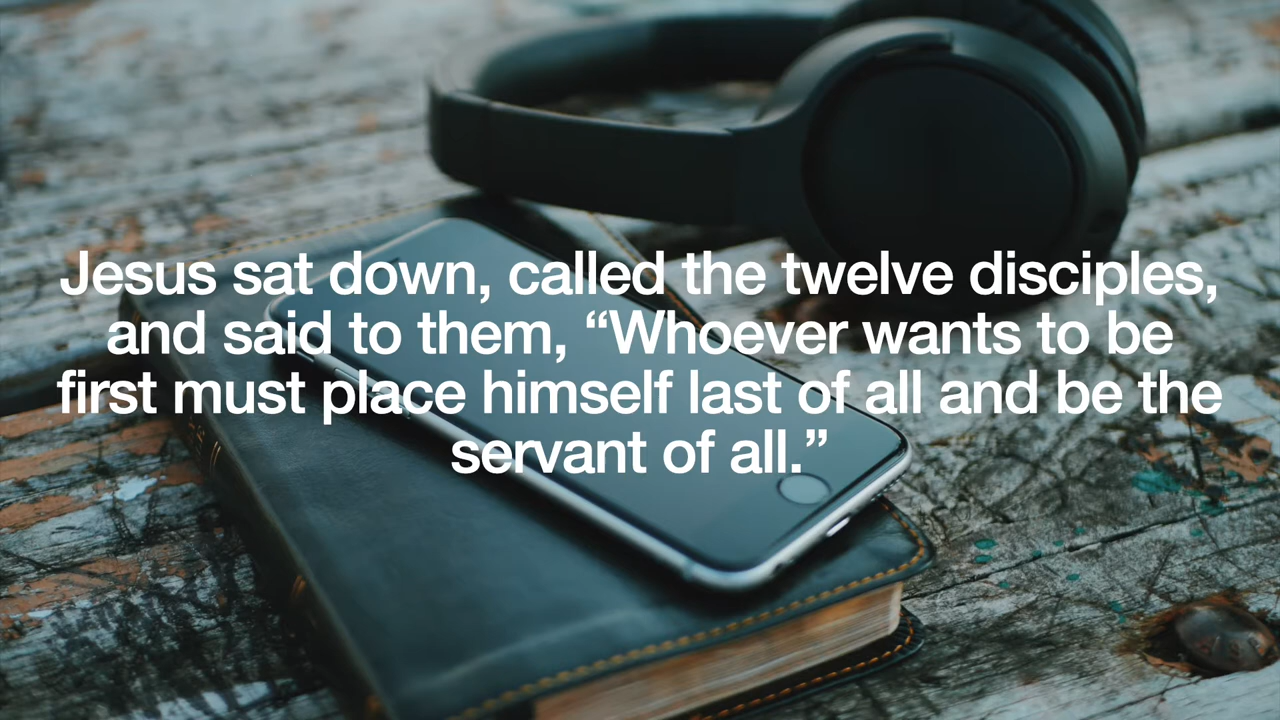 Jesus sat down, called the twelve disciples,
and said to them, “Whoever wants to be
first must place himself last of all and be the
servant of all.”